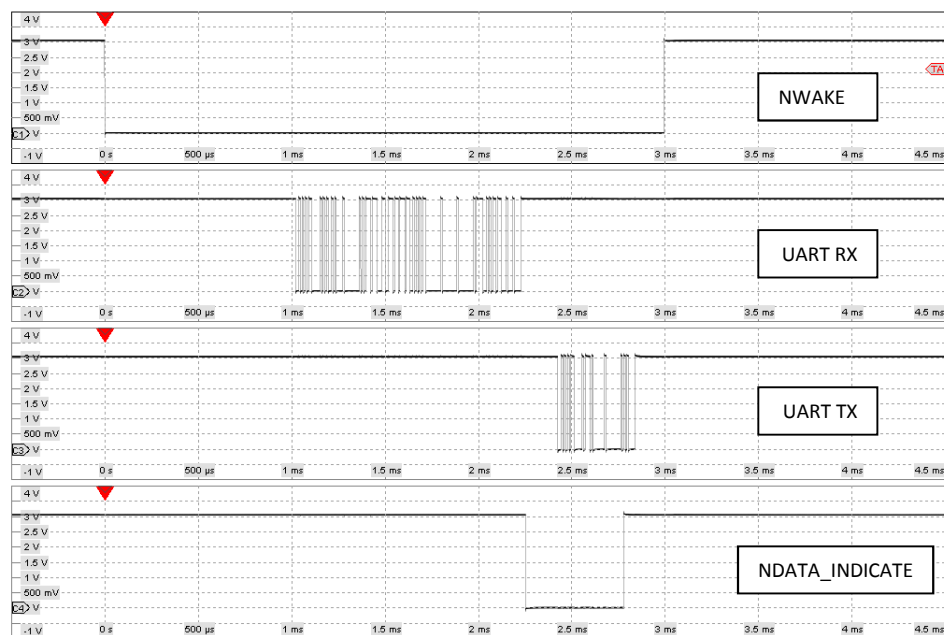 4 V
3 V
2.5 V
2 V
1.5 V
1 V
500 mV
C1 V
-1 V
0 s 500 µs 1 ms 1.5 ms 2 ms 2.5 ms 3 ms 3.5 ms 4 ms 4.5 ms
TA
NWAKE
4 V
3 V
2.5 V
2 V
1.5 V
1 V
500 mV
C2 V
-1 V
0 s 500 µs 1 ms 1.5 ms 2 ms 2.5 ms 3 ms 3.5 ms 4 ms 4.5 ms
UART RX
4 V
3 V
2.5 V
2 V
1.5 V
1 V
500 mV
C3 V
-1 V
0 s 500 µs 1 ms 1.5 ms 2 ms 2.5 ms 3 ms 3.5 ms 4 ms 4.5 ms
UART TX
4 V
3 V
2.5 V
2 V
1.5 V
1 V
500 mV
C4 V
-1 V
0 s 500 µs 1 ms 1.5 ms 2 ms 2.5 ms 3 ms 3.5 ms 4 ms 4.5 ms
NDATA_INDICATE